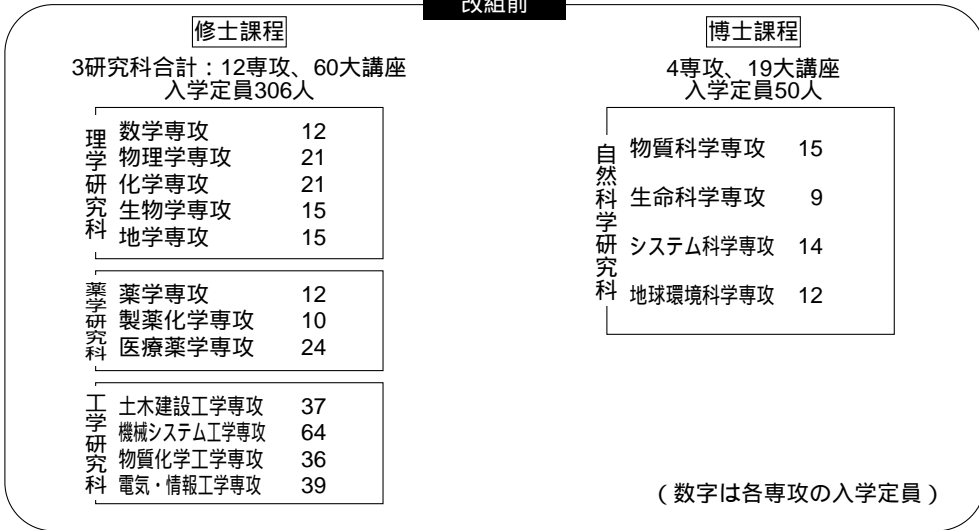 改組前
修士課程
3研究科合計：12専攻、60大講座
入学定員306人
理学研究科
数学専攻 12
物理学専攻 21
化学専攻 21
生物学専攻 15
地学専攻 15
薬学研究科
薬学専攻 12
製薬化学専攻 10
医療薬学専攻 24
工学研究科
土木建設工学専攻 37
機械システム工学専攻 64
物質化学工学専攻 36
電気・情報工学専攻 39
博士課程
4専攻、19大講座
入学定員50人
自然科学研究科
物質科学専攻 15
生命科学専攻 9
システム科学専攻 14
地球環境科学専攻 12
（数字は各専攻の入学定員）